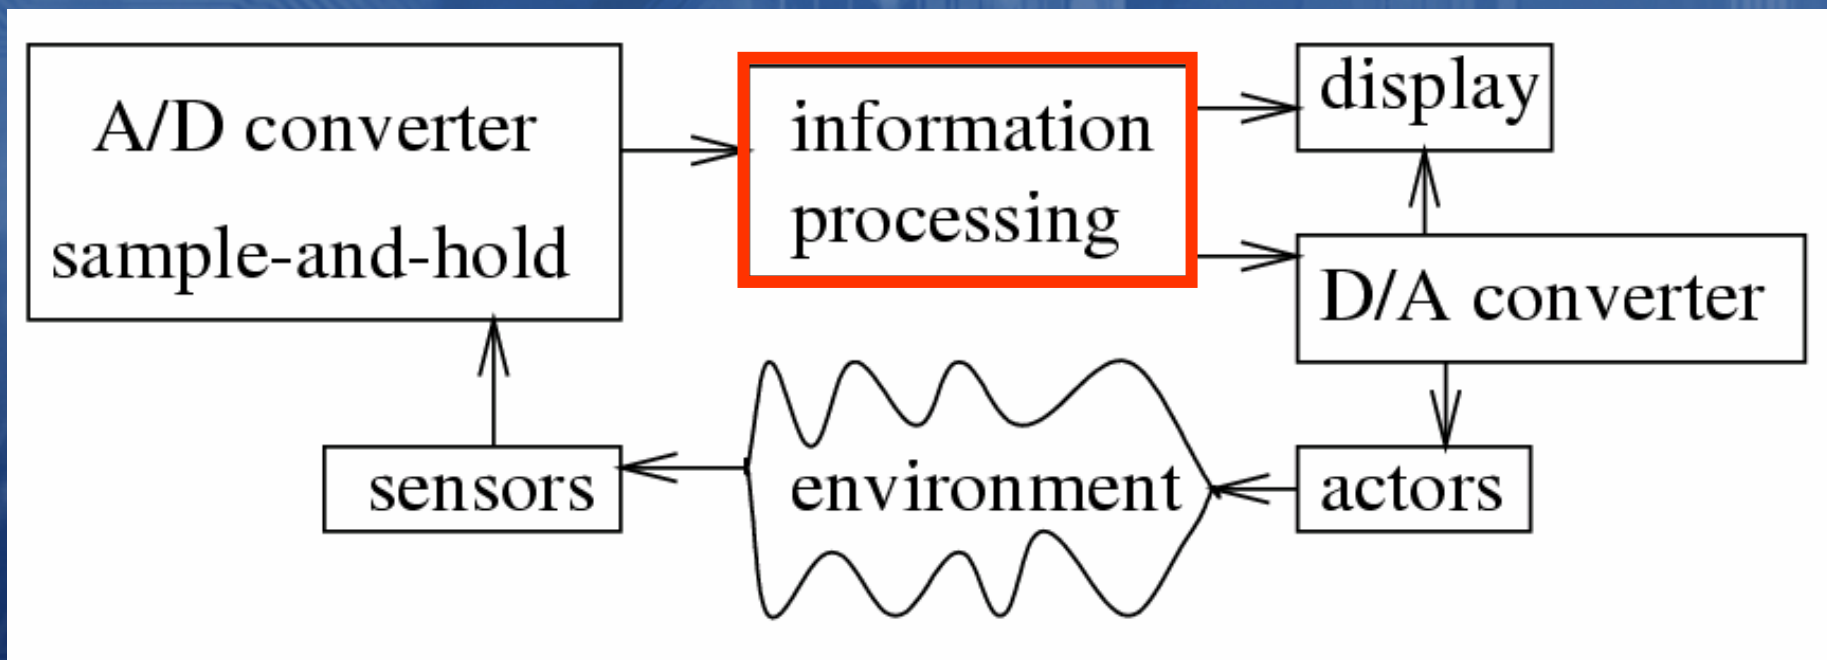 A/D converter
sample-and-hold
information
processing
display
D/A converter
sensors
environment
actors